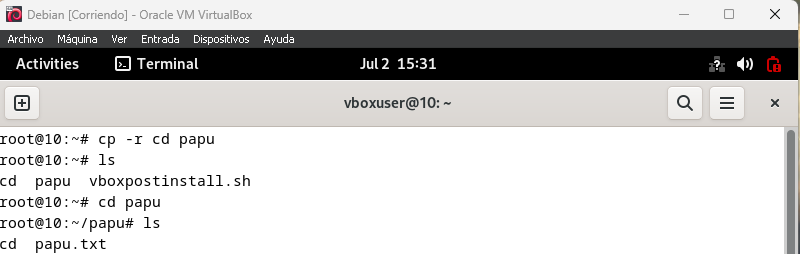 Debian [Corriendo] - Oracle VM VirtualBox
Archivo Máquina Ver Entrada Dispositivos Ayuda
Activities Terminal Jul 2 15:31
vboxuser@10: ~
root@10:~# cp -r cd papu
root@10:~# ls
cd  papu  vboxpostinstall.sh
root@10:~# cd papu
root@10:~/papu# ls
cd  papu.txt